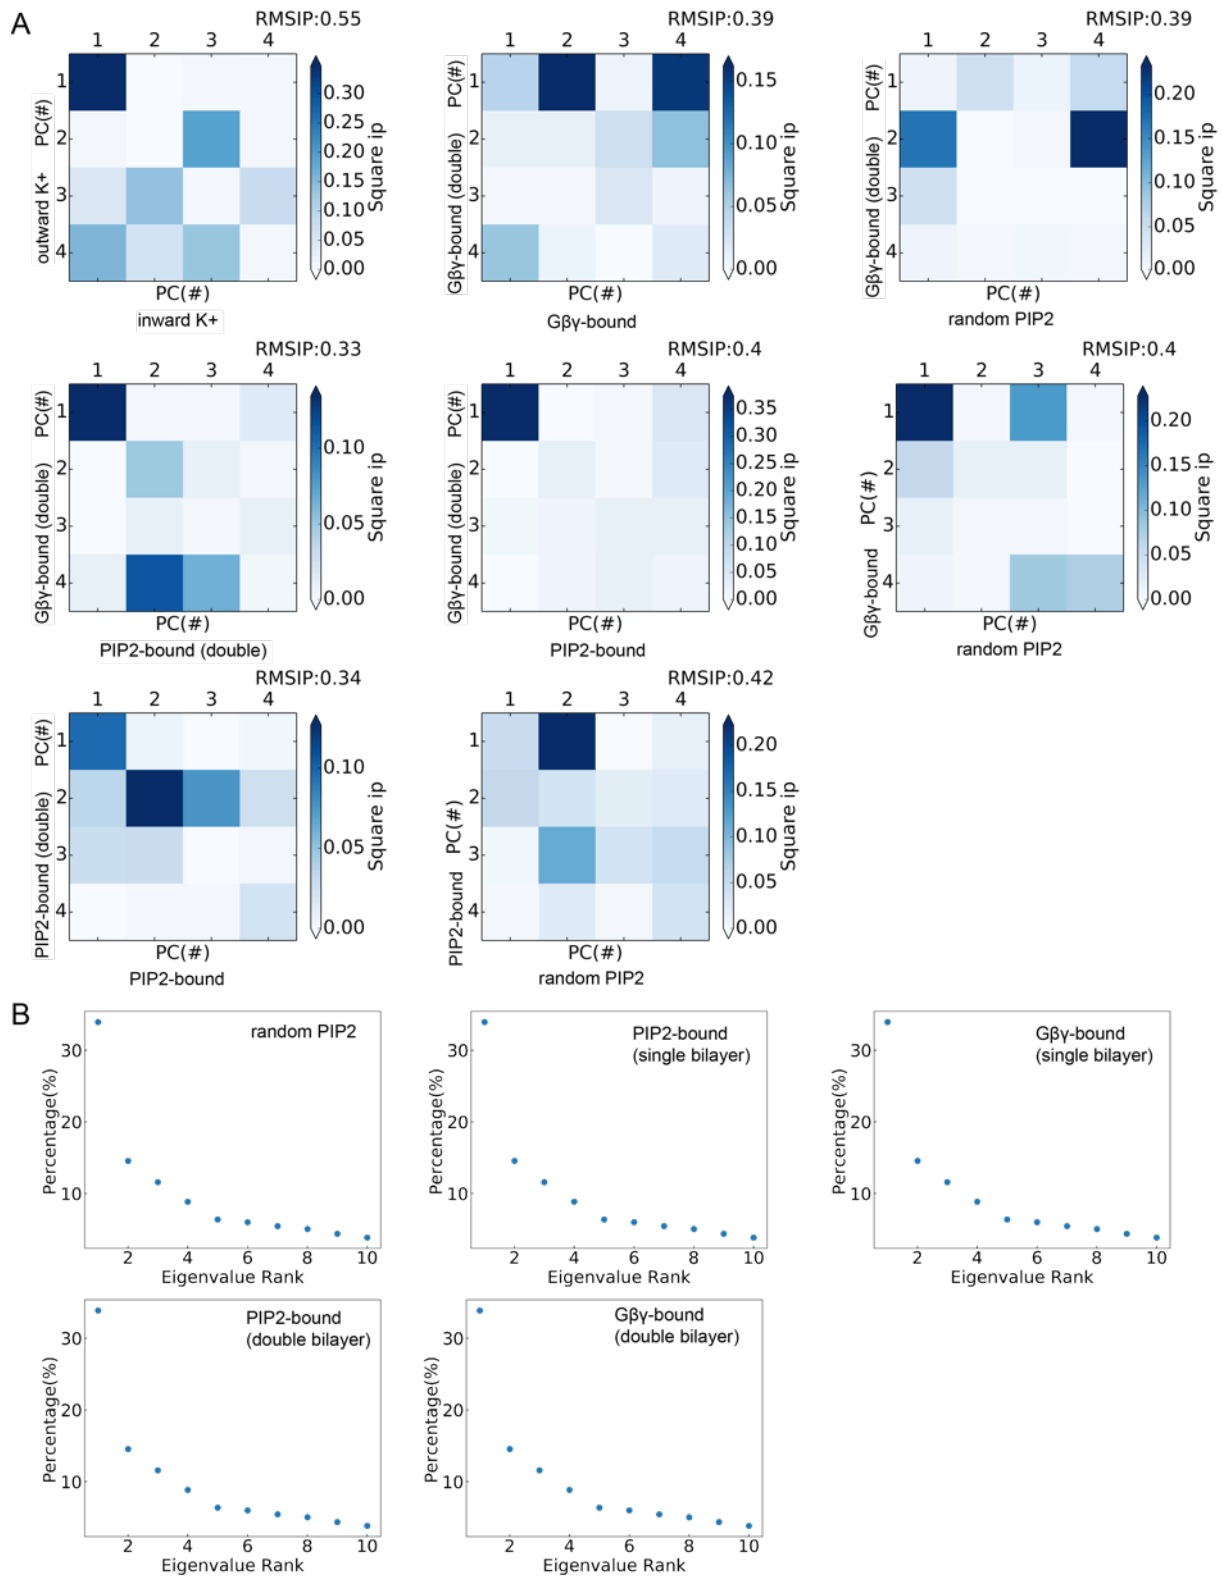 A
RMSIP:0.55
1 2 3 4
PC(#)
outward K+
1
2
3
4
0.30
0.25
0.20
0.15
0.10
0.05
0.00
Square ip
PC(#)
inward K+
RMSIP:0.39
1 2 3 4
PC(#)
Gβγ-bound (double)
1
2
3
4
0.15
0.10
0.05
0.00
Square ip
PC(#)
Gβγ-bound
RMSIP:0.39
1 2 3 4
PC(#)
Gβγ-bound (double)
1
2
3
4
0.20
0.15
0.10
0.05
0.00
Square ip
PC(#)
random PIP2
RMSIP:0.33
1 2 3 4
PC(#)
Gβγ-bound (double)
1
2
3
4
0.10
0.05
0.00
Square ip
PC(#)
PIP2-bound (double)
RMSIP:0.4
1 2 3 4
PC(#)
Gβγ-bound (double)
1
2
3
4
0.35
0.30
0.25
0.20
0.15
0.10
0.05
0.00
Square ip
PC(#)
PIP2-bound
RMSIP:0.4
1 2 3 4
PC(#)
Gβγ-bound
1
2
3
4
0.20
0.15
0.10
0.05
0.00
Square ip
PC(#)
random PIP2
RMSIP:0.34
1 2 3 4
PC(#)
PIP2-bound (double)
1
2
3
4
0.10
0.05
0.00
Square ip
PC(#)
PIP2-bound
RMSIP:0.42
1 2 3 4
PC(#)
PIP2-bound
1
2
3
4
0.20
0.15
0.10
0.05
0.00
Square ip
PC(#)
random PIP2
B
random PIP2
Percentage(%)
30
20
10
2 4 6 8 10
Eigenvalue Rank
PIP2-bound
(single bilayer)
Percentage(%)
30
20
10
2 4 6 8 10
Eigenvalue Rank
Gβγ-bound
(single bilayer)
Percentage(%)
30
20
10
2 4 6 8 10
Eigenvalue Rank
PIP2-bound
(double bilayer)
Percentage(%)
30
20
10
2 4 6 8 10
Eigenvalue Rank
Gβγ-bound
(double bilayer)
Percentage(%)
30
20
10
2 4 6 8 10
Eigenvalue Rank